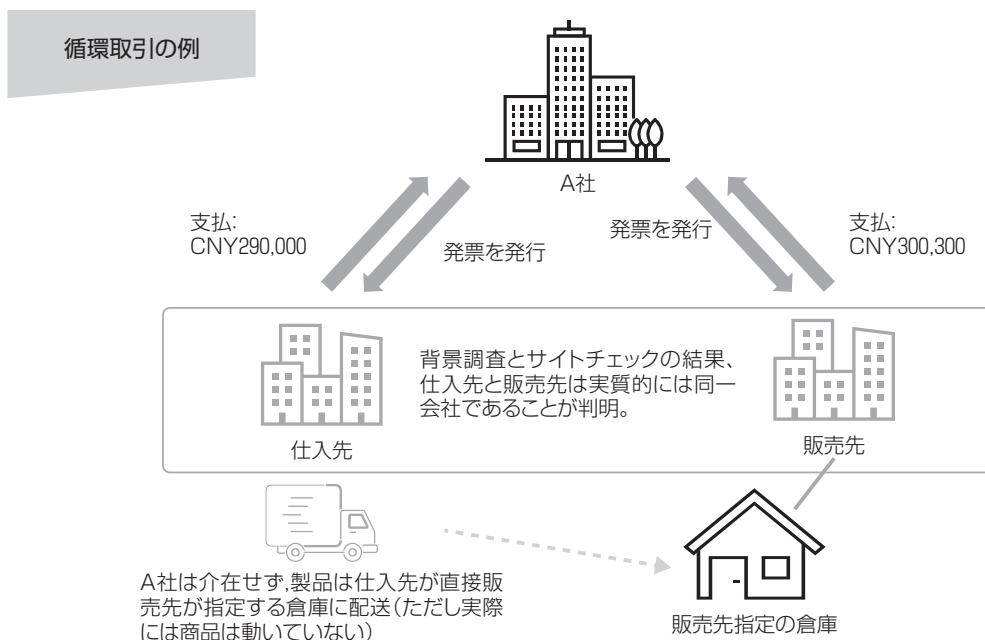 循環取引の例
A社
支払:
CNY290,000
発票を発行
発票を発行
支払:
CNY300,300
背景調査とサイトチェックの結果、
仕入先と販売先は実質的には同一
会社であることが判明。
仕入先
販売先
A社は介在せず,製品は仕入先が直接販
売先が指定する倉庫に配送(ただし実際
には商品は動いていない)
販売先指定の倉庫